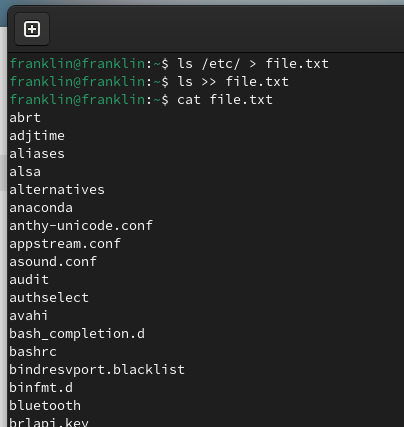 franklin@franklin:~$ ls /etc/ > file.txt
franklin@franklin:~$ ls >> file.txt
franklin@franklin:~$ cat file.txt
abrt
adjtime
aliases
alsa
alternatives
anaconda
anthy-unicode.conf
appstream.conf
asound.conf
audit
authselect
avahi
bash_completion.d
bashrc
bindresvport.blacklist
binfmt.d
bluetooth
brlapi.key